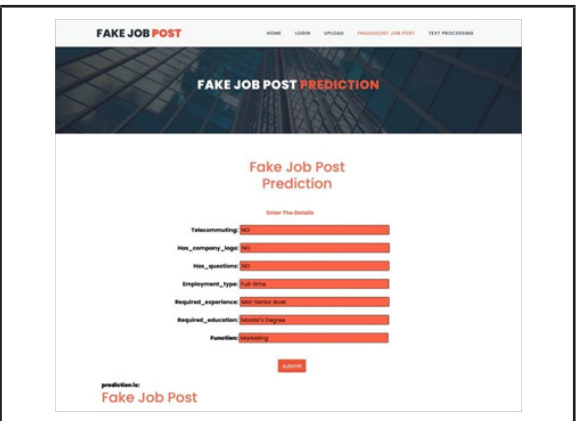 FAKE JOB POST
HOME LOGIN UPLOAD FRAUDULENT JOB POST TEXT PROCESSING
FAKE JOB POST PREDICTION
Fake Job Post
Prediction
Enter The Details
Telecommuting: NO
Has_company_logo: NO
Has_questions: NO
Employment_type: Full-time
Required_experience: Mid-Senior level
Required_education: Master's Degree
Function: Marketing
submit
prediction is:
Fake Job Post